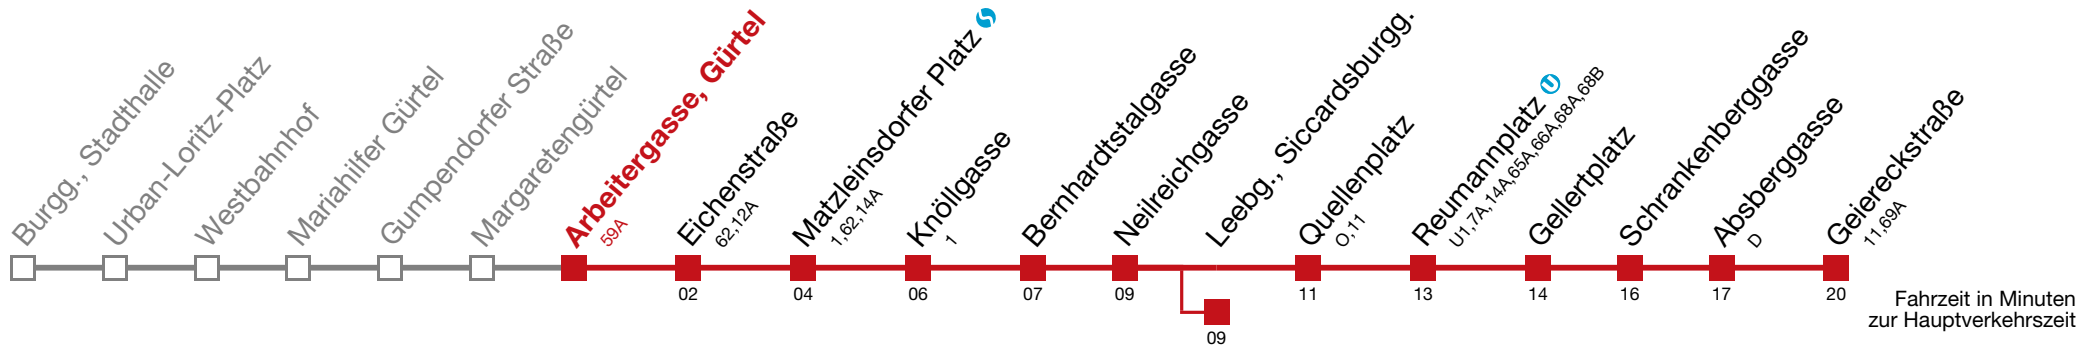 Burgg., Stadthalle
Urban-Loritz-Platz
Westbahnhof
Mariahilfer Gürtel
Gumpendorfer Straße
Margaretengürtel
Arbeitergasse, Gürtel
59A
Eichenstraße
62,12A
Matzleinsdorfer Platz S
1,62,14A
Knöllgasse
1
Bernhardtstalgasse
Neilreichgasse
Leebg., Siccardsburgg.
Quellenplatz
O,11
Reumannplatz U
U1,7A,14A,65A,66A,68A,68B
Gellertplatz
Schrankenberggasse
Absberggasse
D
Geiereckstraße
11,69A
02
04
06
07
09
09
11
13
14
16
17
20
Fahrzeit in Minuten
zur Hauptverkehrszeit